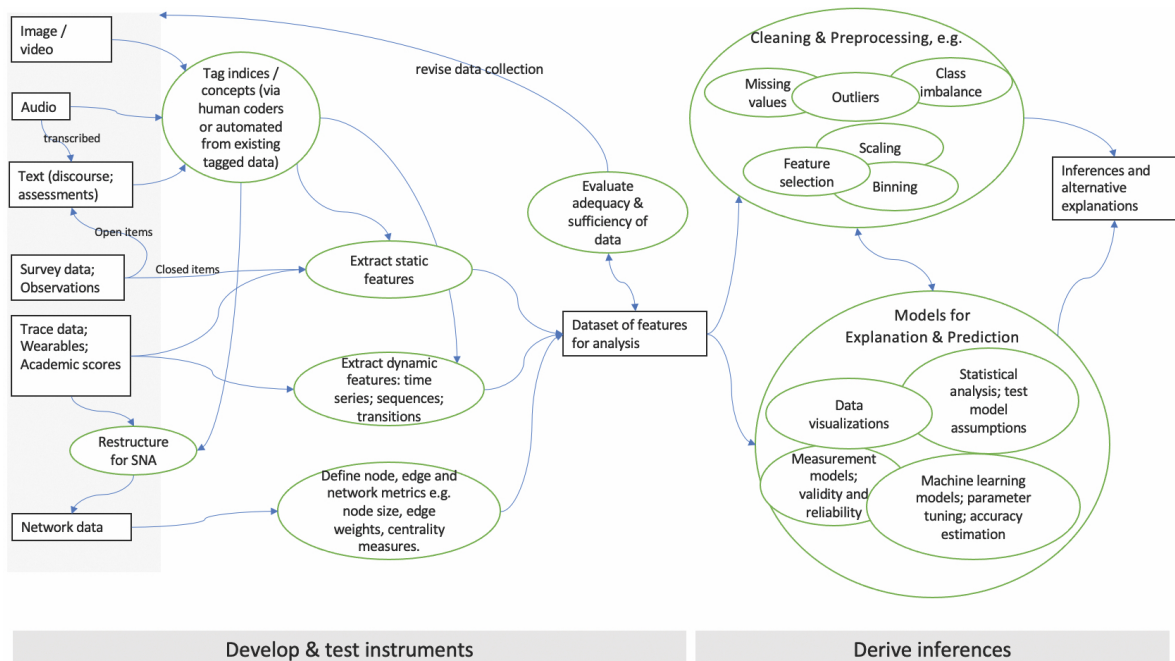 Image /
video
Audio
transcribed
Text (discourse;
assessments)
Open items
Survey data;
Observations
Closed items
Trace data;
Wearables;
Academic scores
Restructure
for SNA
Network data
Tag indices /
concepts (via
human coders
or automated
from existing
tagged data)
Extract static
features
Extract dynamic
features: time
series; sequences;
transitions
Define node, edge and
network metrics e.g.
node size, edge
weights, centrality
measures.
revise data collection
Evaluate
adequacy &
sufficiency of
data
Dataset of features
for analysis
Cleaning & Preprocessing, e.g.
Missing
values
Outliers
Class
imbalance
Scaling
Feature
selection
Binning
Models for
Explanation & Prediction
Statistical
analysis; test
model
assumptions
Data
visualizations
Measurement
models;
validity and
reliability
Machine learning
models; parameter
tuning; accuracy
estimation
Inferences and
alternative
explanations
Develop & test instruments
Derive inferences